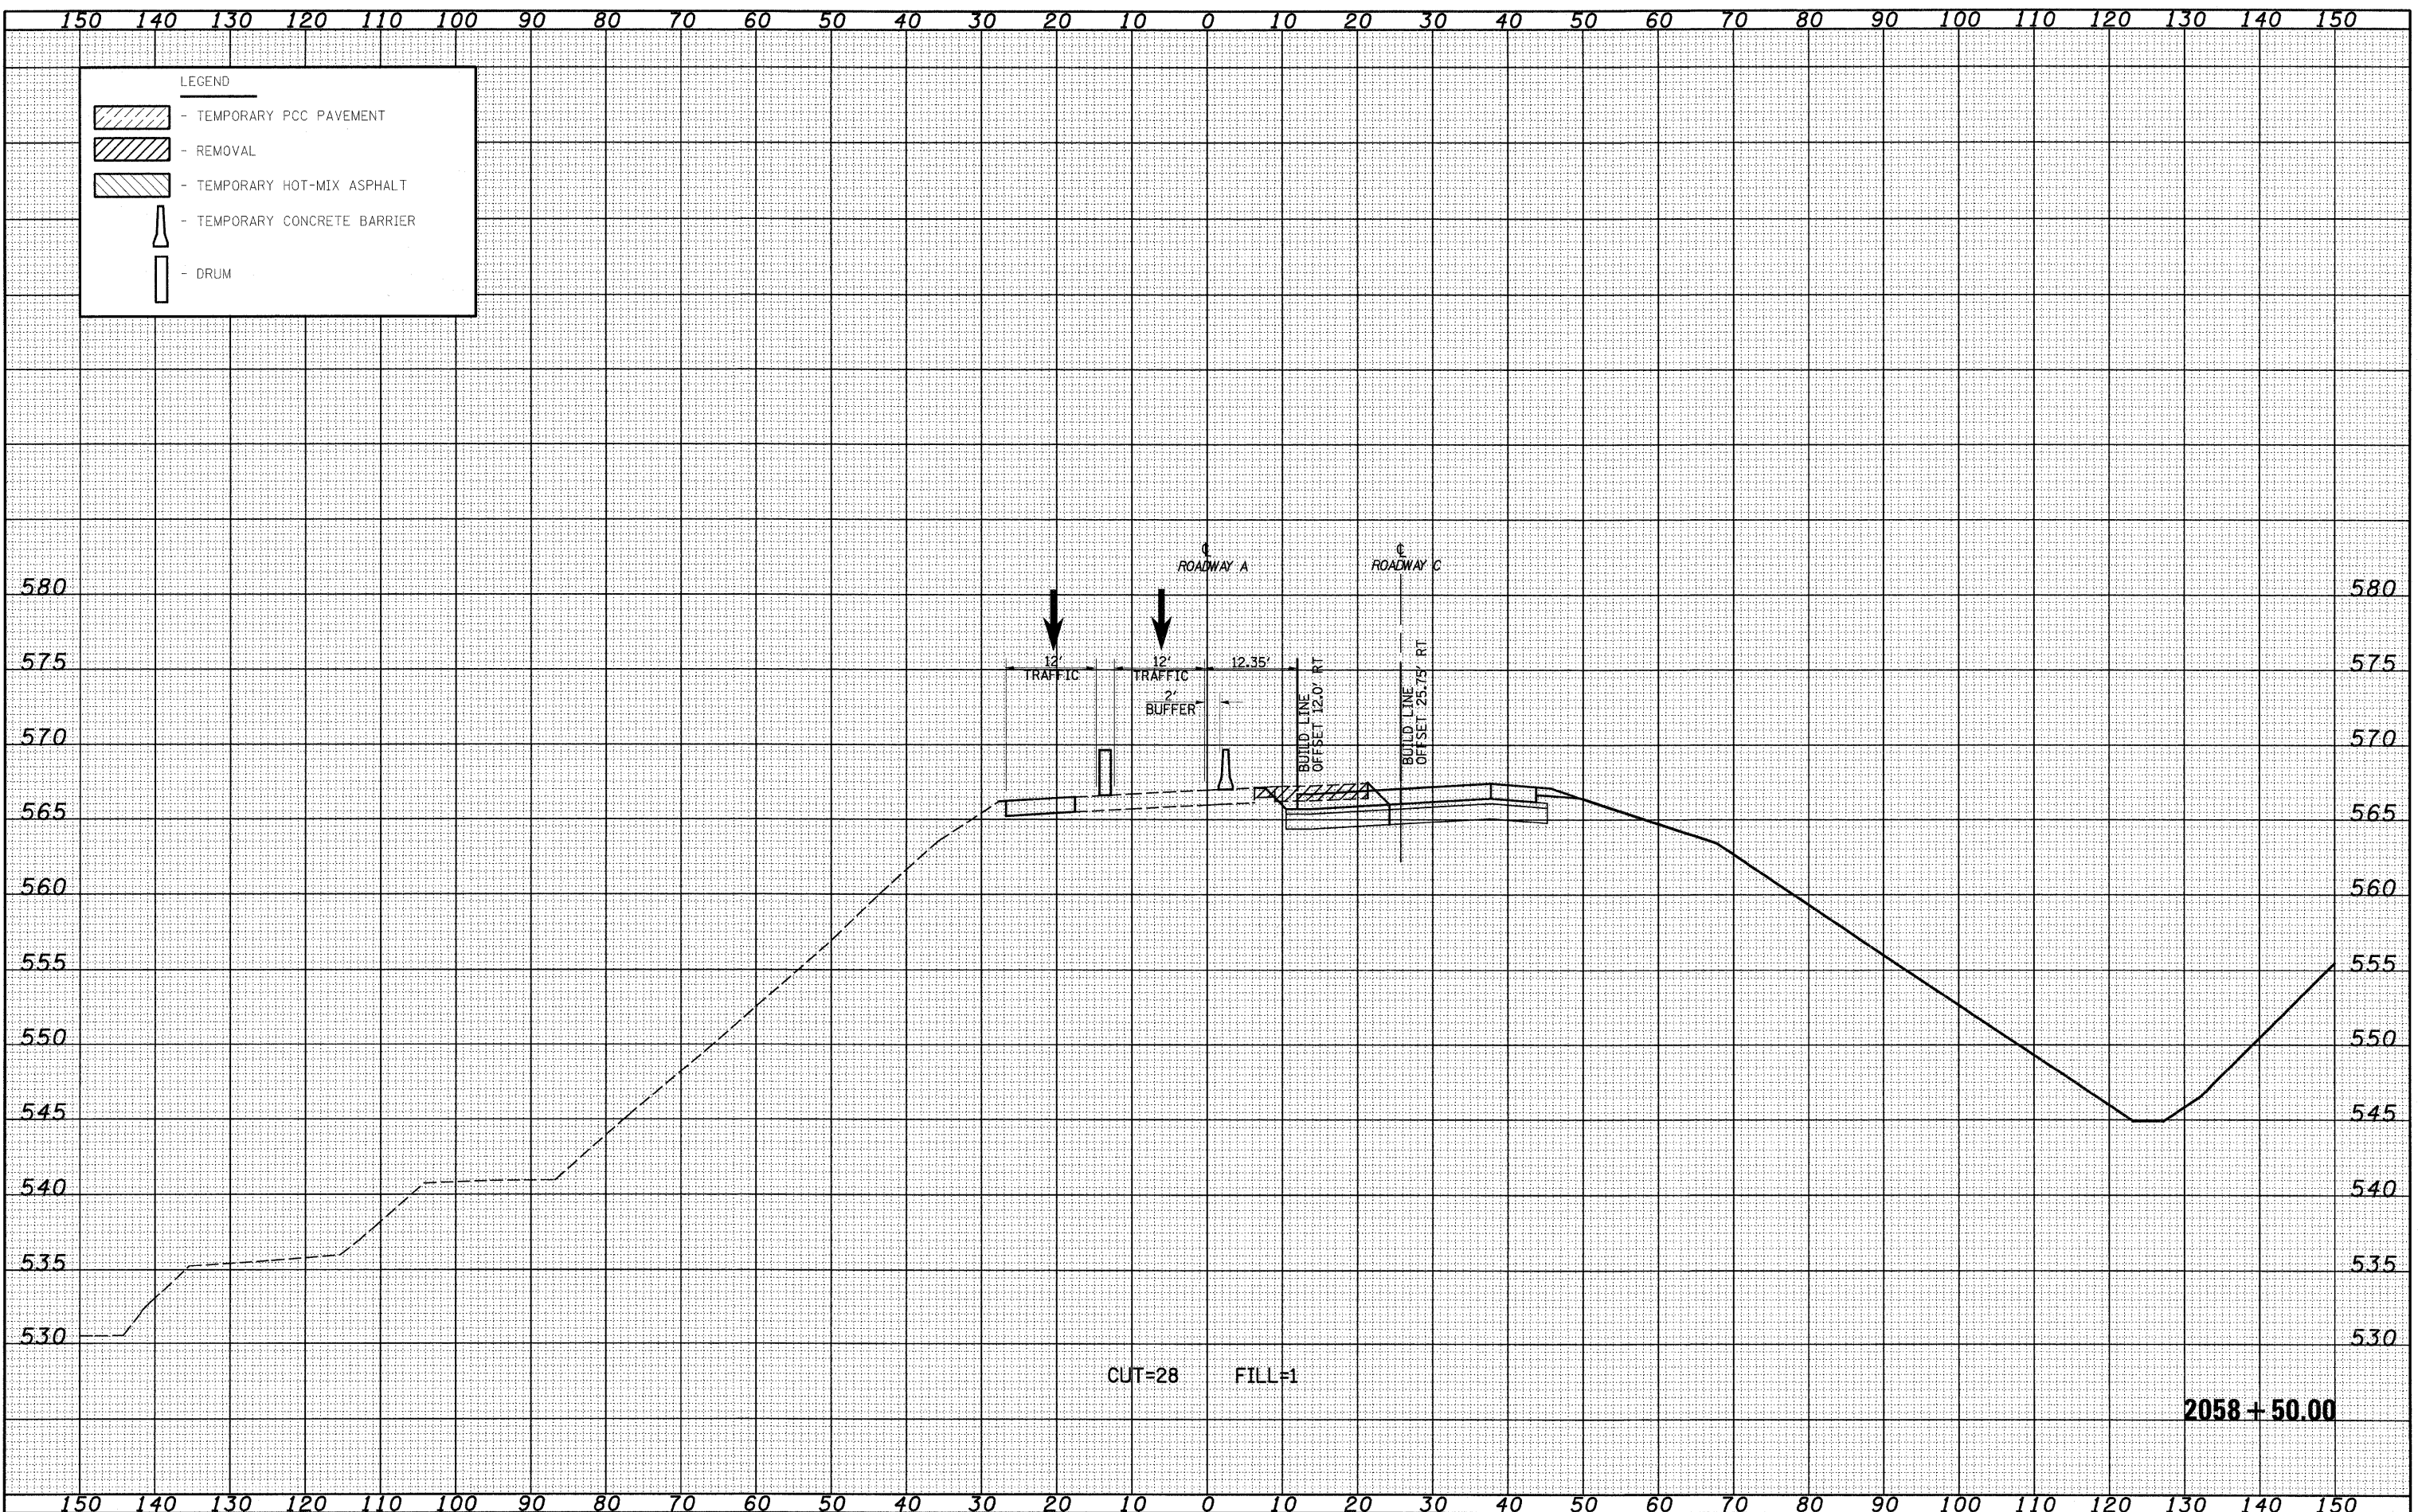 150 140 130 120 110 100 90 80 70 60 50 40 30 20 10 0 10 20 30 40 50 60 70 80 90 100 110 120 130 140 150
LEGEND
- TEMPORARY PCC PAVEMENT
- REMOVAL
- TEMPORARY HOT-MIX ASPHALT
- TEMPORARY CONCRETE BARRIER
- DRUM
℄
ROADWAY A
℄
ROADWAY C
580 580
575 575
12'
TRAFFIC
12'
TRAFFIC
12.35'
2'
BUFFER
BUILD LINE
OFFSET 12.0' RT
BUILD LINE
OFFSET 25.75' RT
570 570
565 565
560 560
555 555
550 550
545 545
540 540
535 535
530 530
CUT=28 FILL=1
2058 + 50.00
150 140 130 120 110 100 90 80 70 60 50 40 30 20 10 0 10 20 30 40 50 60 70 80 90 100 110 120 130 140 150